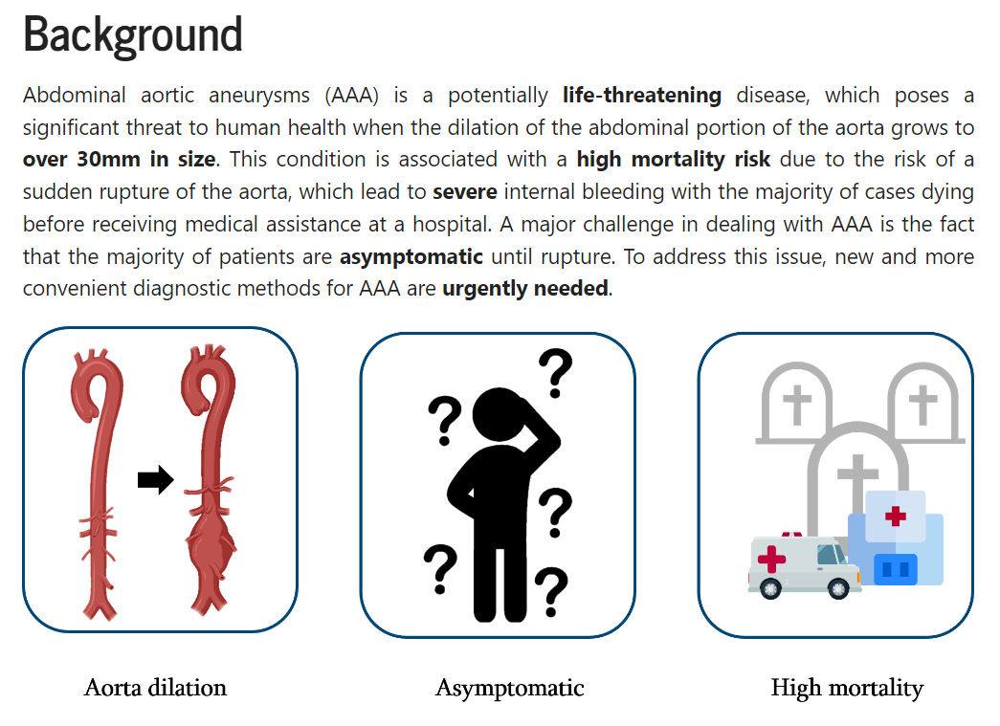 Background
Abdominal aortic aneurysms (AAA) is a potentially life-threatening disease, which poses a
significant threat to human health when the dilation of the abdominal portion of the aorta grows to
over 30mm in size. This condition is associated with a high mortality risk due to the risk of a
sudden rupture of the aorta, which lead to severe internal bleeding with the majority of cases dying
before receiving medical assistance at a hospital. A major challenge in dealing with AAA is the fact
that the majority of patients are asymptomatic until rupture. To address this issue, new and more
convenient diagnostic methods for AAA are urgently needed.
?
?
?
?
?
Aorta dilation
Asymptomatic
High mortality